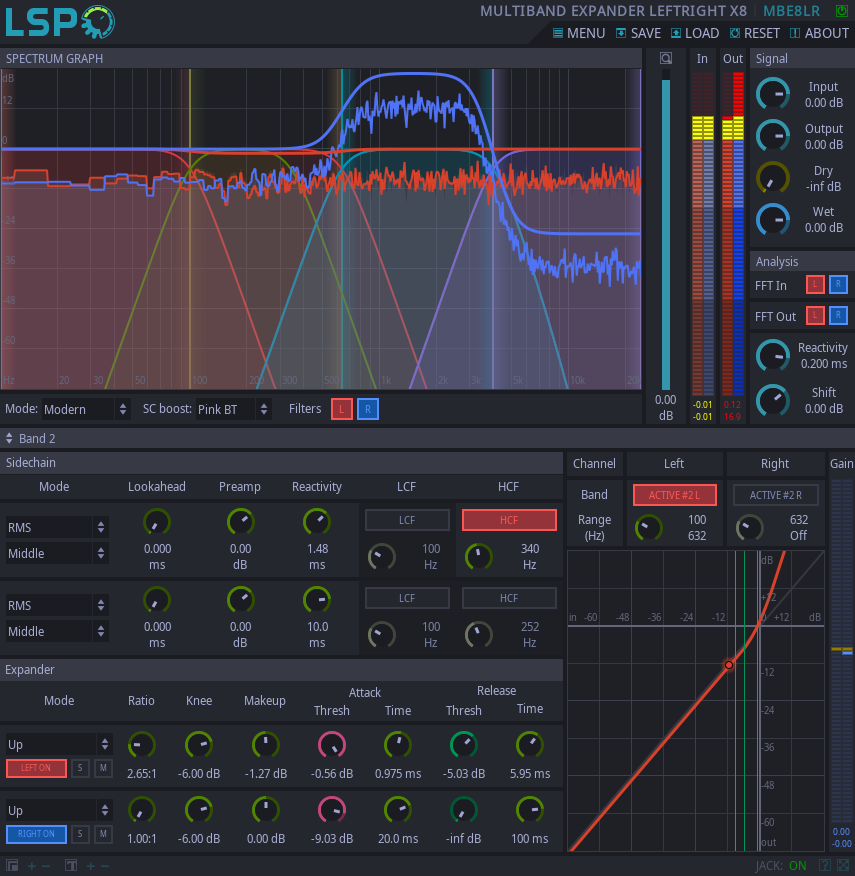 LSP
MULTIBAND EXPANDER LEFTRIGHT X8 MBE8LR
MENU SAVE LOAD RESET ABOUT
SPECTRUM GRAPH
In Out
Signal
dB
12
0
-24
-36
-48
-60
Hz 20 30 50 100 200 300 500 1k 2k 3k 5k 10k 20
Input
0.00 dB
Output
0.00 dB
Dry
-inf dB
Wet
0.00 dB
Analysis
FFT In L R
FFT Out L R
Reactivity
0.200 ms
Shift
0.00 dB
0.00
dB
-0.01
-0.01
0.12
16.9
Mode: Modern SC boost: Pink BT Filters L R
Band 2
Sidechain
Mode Lookahead Preamp Reactivity LCF HCF
RMS
Middle
0.000
ms
0.00
dB
1.48
ms
LCF
100
Hz
HCF
340
Hz
RMS
Middle
0.000
ms
0.00
dB
10.0
ms
LCF
100
Hz
HCF
252
Hz
Channel Left Right Gain
Band ACTIVE #2 L ACTIVE #2 R
Range
(Hz)
100
632
632
Off
dB
+12
in -60 -48 -36 -24 -12 0 +12 dB
-12
-24
-36
-48
-60
out
0.00
-0.00
Expander
Mode Ratio Knee Makeup Attack Release
Thresh Time Thresh Time
Up
LEFT ON S M
2.65:1 -6.00 dB -1.27 dB -0.56 dB 0.975 ms -5.03 dB 5.95 ms
Up
RIGHT ON S M
1.00:1 -6.00 dB 0.00 dB -9.03 dB 20.0 ms -inf dB 100 ms
JACK: ON